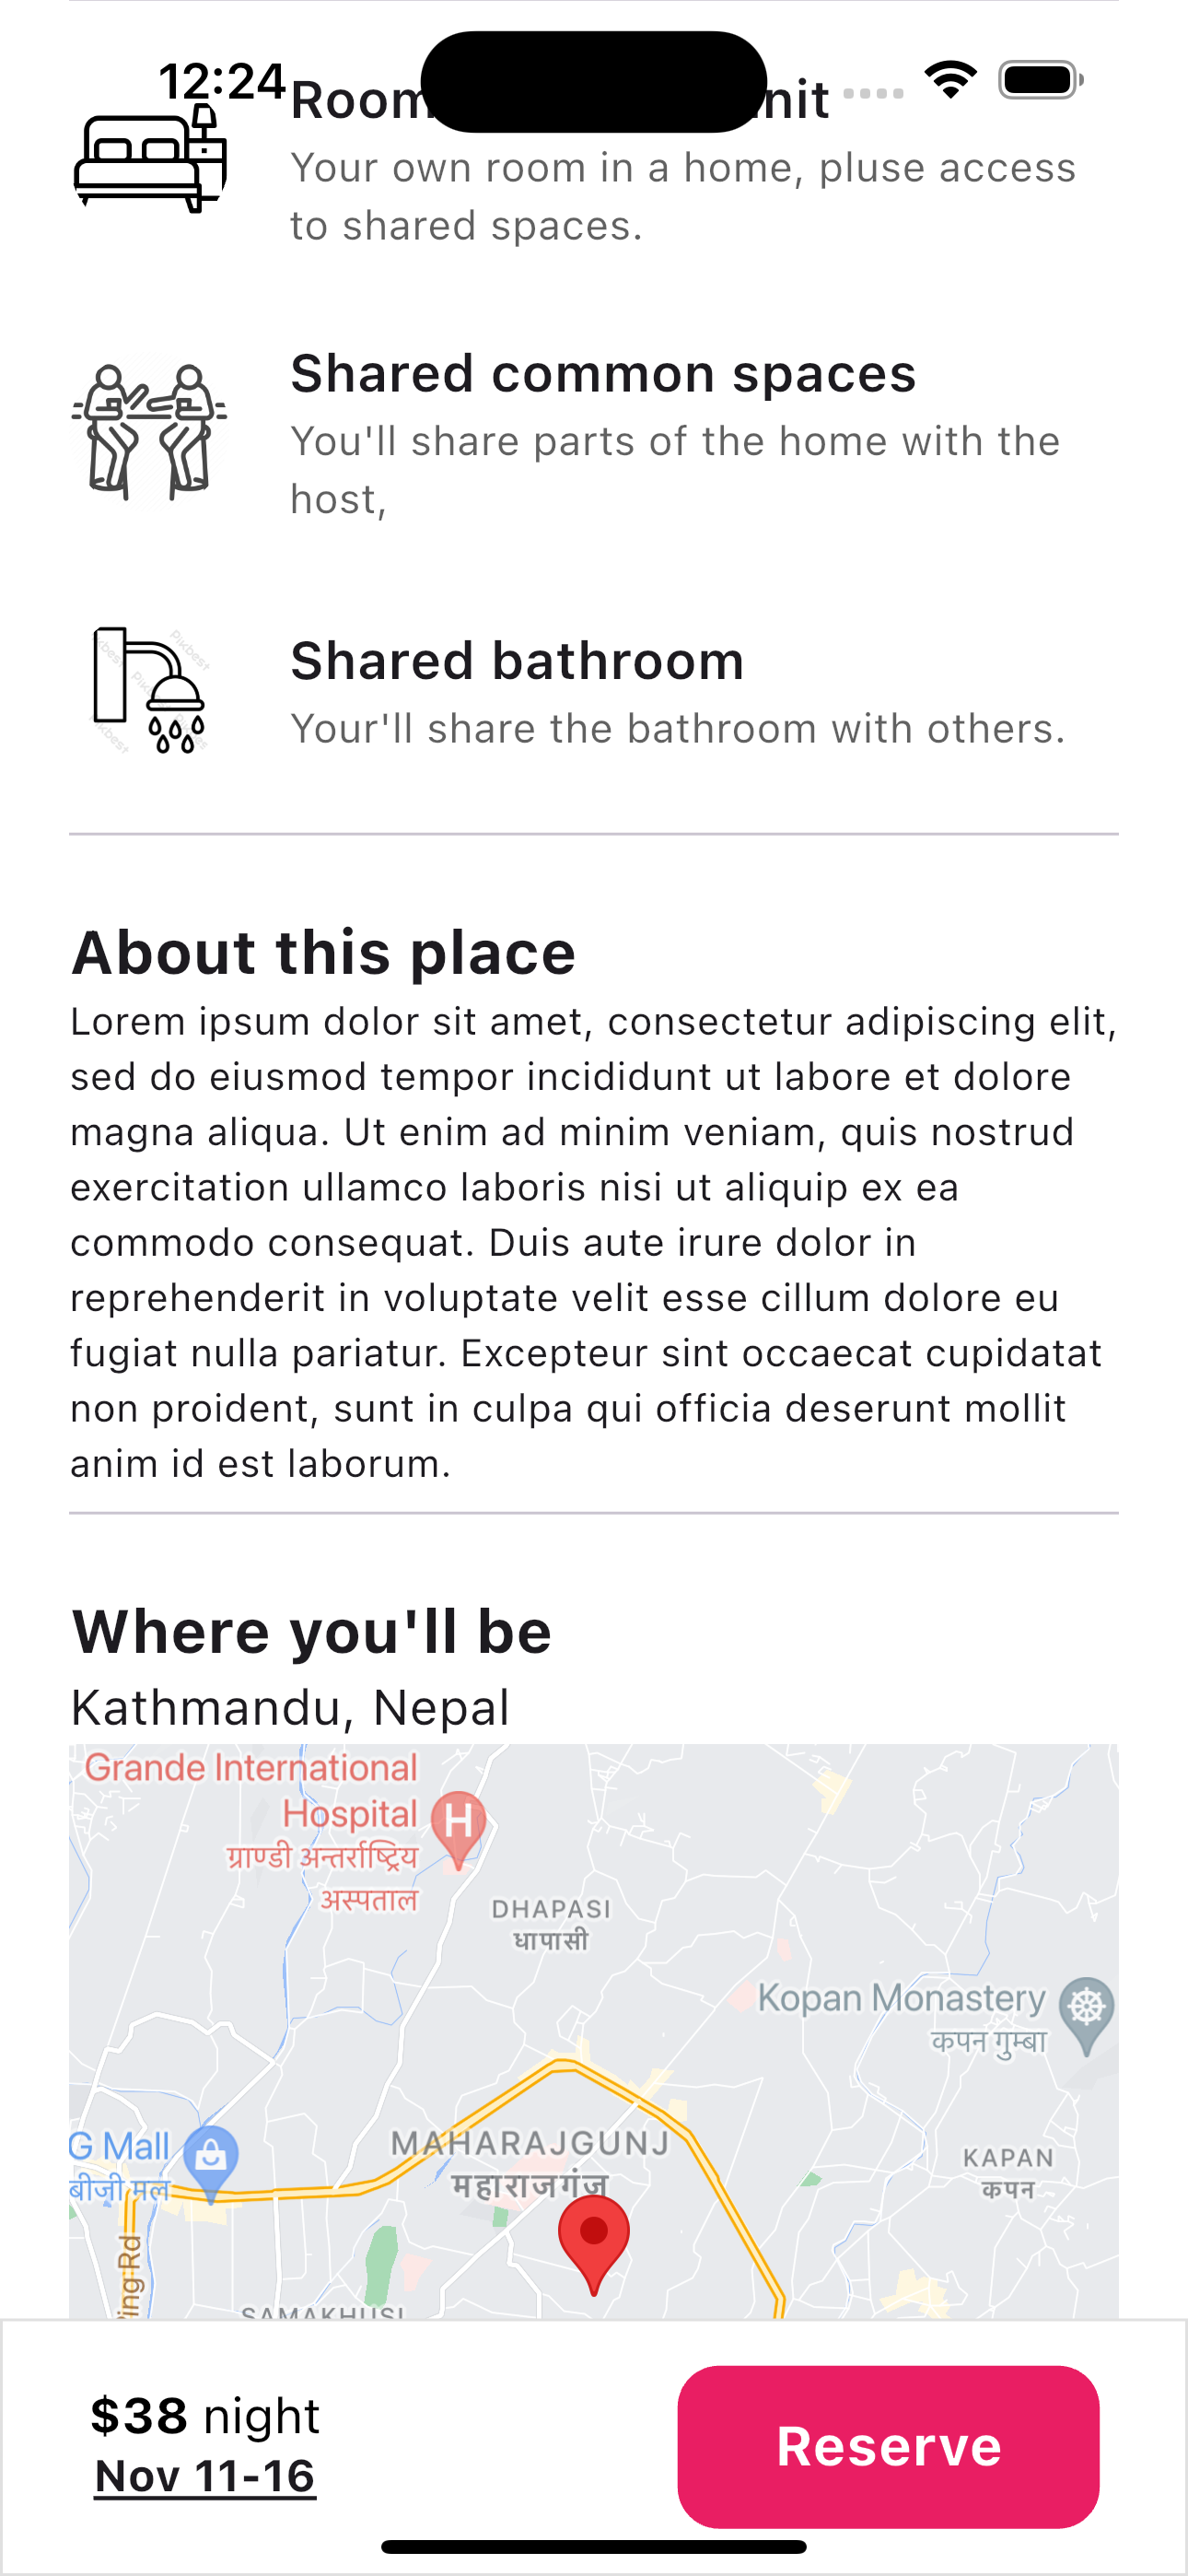 12:24
Room nit
Your own room in a home, pluse access
to shared spaces.
Shared common spaces
You'll share parts of the home with the
host,
Pikbest
Shared bathroom
Your'll share the bathroom with others.
About this place
Lorem ipsum dolor sit amet, consectetur adipiscing elit,
sed do eiusmod tempor incididunt ut labore et dolore
magna aliqua. Ut enim ad minim veniam, quis nostrud
exercitation ullamco laboris nisi ut aliquip ex ea
commodo consequat. Duis aute irure dolor in
reprehenderit in voluptate velit esse cillum dolore eu
fugiat nulla pariatur. Excepteur sint occaecat cupidatat
non proident, sunt in culpa qui officia deserunt mollit
anim id est laborum.
Where you'll be
Kathmandu, Nepal
Grande International
Hospital
H
ग्राण्डी अन्तर्राष्ट्रिय
अस्पताल
DHAPASI
धापासी
Kopan Monastery
कपन गुम्बा
G Mall
बीजी मल
MAHARAJGUNJ
महाराजगंज
KAPAN
कपन
ing Rd
SAMAKHUSI
$38 night
Nov 11-16
Reserve